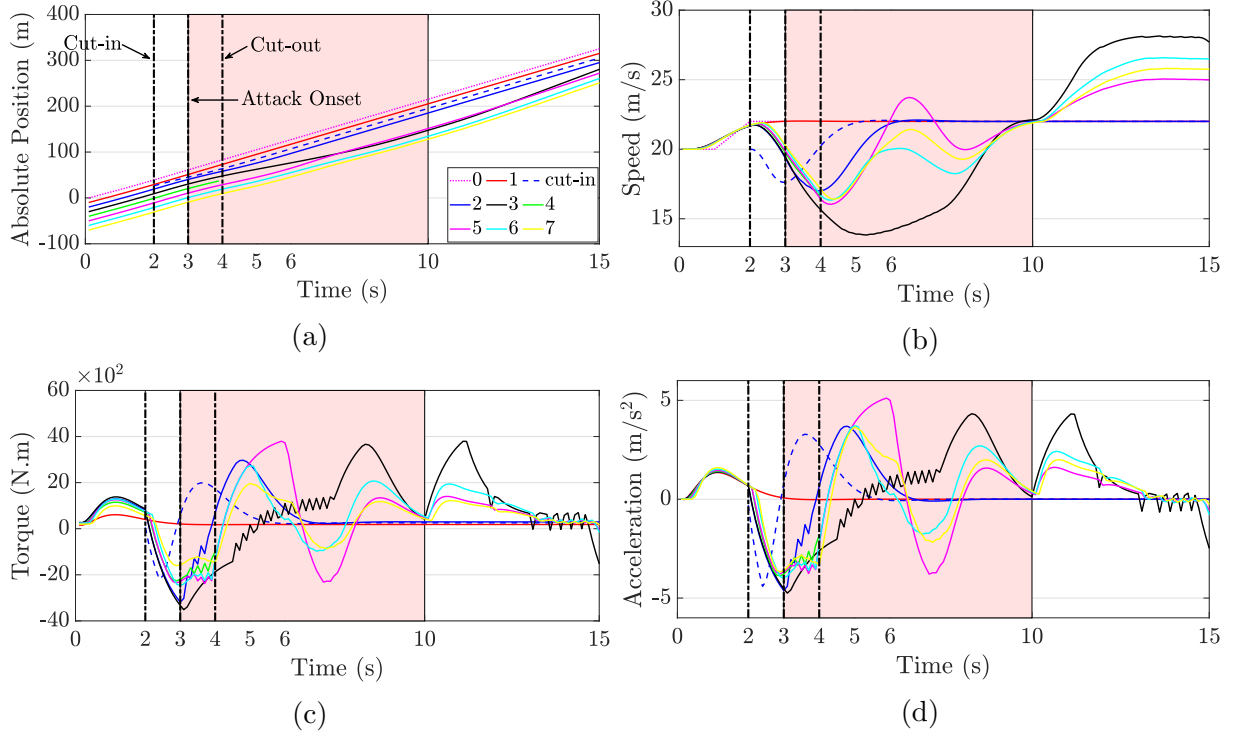 400
300
200
100
0
-100
Absolute Position (m)
Cut-in
Cut-out
Attack Onset
0 1 cut-in
2 3 4
5 6 7
0 2 3 4 5 6 10 15
Time (s)
(a)
30
25
20
15
Speed (m/s)
0 2 3 4 5 6 10 15
Time (s)
(b)
×10²
60
40
20
0
-20
-40
Torque (N.m)
0 2 3 4 5 6 10 15
Time (s)
(c)
5
0
-5
Acceleration (m/s²)
0 2 3 4 5 6 10 15
Time (s)
(d)